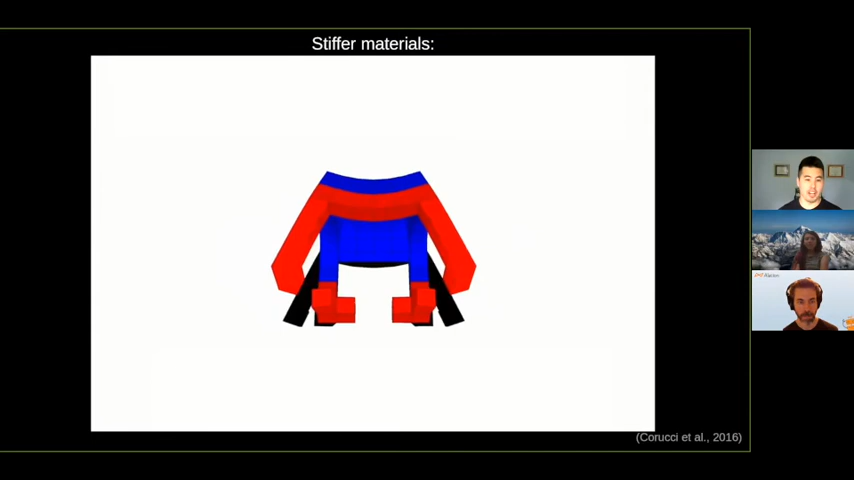 Stiffer materials:
(Corucci et al., 2016)